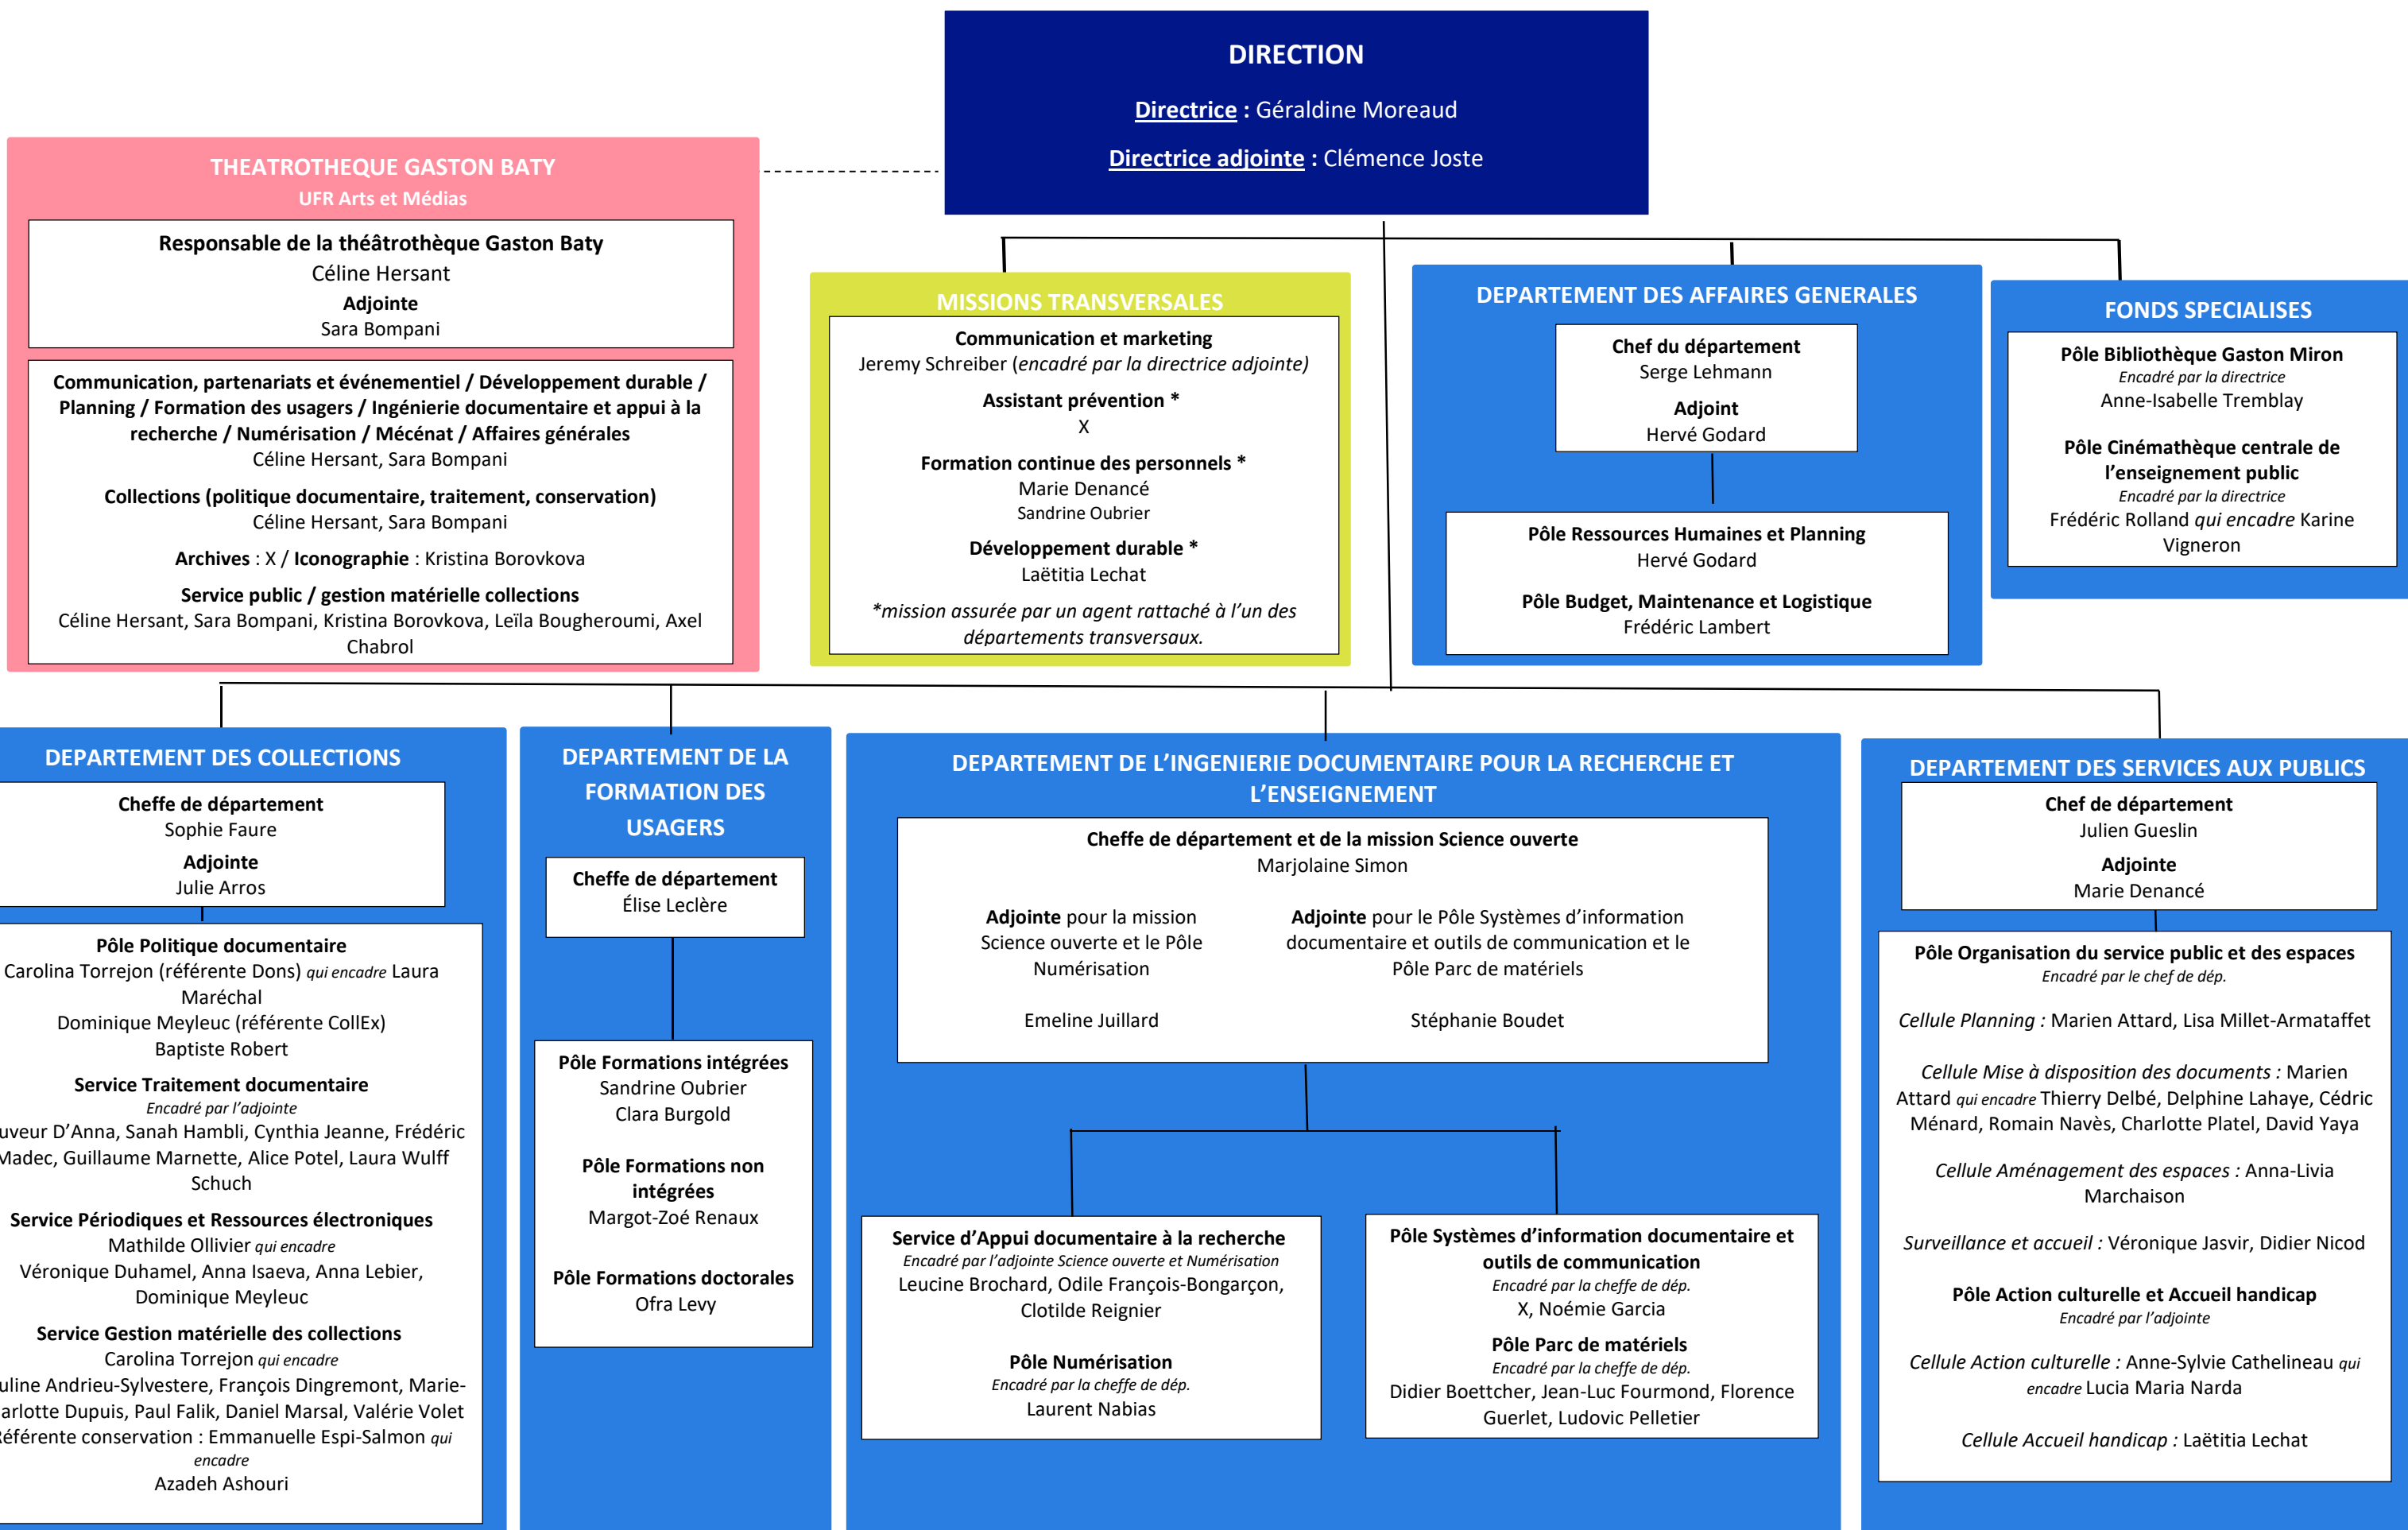 DIRECTION
Directrice : Géraldine Moreaud
Directrice adjointe : Clémence Joste
THEATROTHEQUE GASTON BATY
UFR Arts et Médias
Responsable de la théâtrothèque Gaston Baty
Céline Hersant
Adjointe
Sara Bompani
Communication, partenariats et événementiel / Développement durable /
Planning / Formation des usagers / Ingénierie documentaire et appui à la
recherche / Numérisation / Mécénat / Affaires générales
Céline Hersant, Sara Bompani
Collections (politique documentaire, traitement, conservation)
Céline Hersant, Sara Bompani
Archives : X / Iconographie : Kristina Borovkova
Service public / gestion matérielle collections
Céline Hersant, Sara Bompani, Kristina Borovkova, Leïla Bougheroumi, Axel
Chabrol
MISSIONS TRANSVERSALES
Communication et marketing
Jeremy Schreiber (encadré par la directrice adjointe)
Assistant prévention *
X
Formation continue des personnels *
Marie Denancé
Sandrine Oubrier
Développement durable *
Laëtitia Lechat
*mission assurée par un agent rattaché à l'un des
départements transversaux.
DEPARTEMENT DES AFFAIRES GENERALES
Chef du département
Serge Lehmann
Adjoint
Hervé Godard
Pôle Ressources Humaines et Planning
Hervé Godard
Pôle Budget, Maintenance et Logistique
Frédéric Lambert
FONDS SPECIALISES
Pôle Bibliothèque Gaston Miron
Encadré par la directrice
Anne-Isabelle Tremblay
Pôle Cinémathèque centrale de
l'enseignement public
Encadré par la directrice
Frédéric Rolland qui encadre Karine
Vigneron
DEPARTEMENT DES COLLECTIONS
Cheffe de département
Sophie Faure
Adjointe
Julie Arros
Pôle Politique documentaire
Carolina Torrejon (référente Dons) qui encadre Laura
Maréchal
Dominique Meyleuc (référente CollEx)
Baptiste Robert
Service Traitement documentaire
Encadré par l'adjointe
D'Anna, Sanah Hambli, Cynthia Jeanne, Frédéric
Madec, Guillaume Marnette, Alice Potel, Laura Wulff
Schuch
Service Périodiques et Ressources électroniques
Mathilde Ollivier qui encadre
Véronique Duhamel, Anna Isaeva, Anna Lebier,
Dominique Meyleuc
Service Gestion matérielle des collections
Carolina Torrejon qui encadre
Andrieu-Sylvestere, François Dingremont, Marie-
Dupuis, Paul Falik, Daniel Marsal, Valérie Volet
Référente conservation : Emmanuelle Espi-Salmon qui
encadre
Azadeh Ashouri
DEPARTEMENT DE LA
FORMATION DES
USAGERS
Cheffe de département
Élise Leclère
Pôle Formations intégrées
Sandrine Oubrier
Clara Burgold
Pôle Formations non
intégrées
Margot-Zoé Renaux
Pôle Formations doctorales
Ofra Levy
DEPARTEMENT DE L'INGENIERIE DOCUMENTAIRE POUR LA RECHERCHE ET
L'ENSEIGNEMENT
Cheffe de département et de la mission Science ouverte
Marjolaine Simon
Adjointe pour la mission
Science ouverte et le Pôle
Numérisation
Emeline Juillard
Adjointe pour le Pôle Systèmes d'information
documentaire et outils de communication et le
Pôle Parc de matériels
Stéphanie Boudet
Service d'Appui documentaire à la recherche
Encadré par l'adjointe Science ouverte et Numérisation
Leucine Brochard, Odile François-Bongarçon,
Clotilde Reignier
Pôle Numérisation
Encadré par la cheffe de dép.
Laurent Nabias
Pôle Systèmes d'information documentaire et
outils de communication
Encadré par la cheffe de dép.
X, Noémie Garcia
Pôle Parc de matériels
Encadré par la cheffe de dép.
Didier Boettcher, Jean-Luc Fourmond, Florence
Guerlet, Ludovic Pelletier
DEPARTEMENT DES SERVICES AUX PUBLICS
Chef de département
Julien Gueslin
Adjointe
Marie Denancé
Pôle Organisation du service public et des espaces
Encadré par le chef de dép.
Cellule Planning : Marien Attard, Lisa Millet-Armataffet
Cellule Mise à disposition des documents : Marien
Attard qui encadre Thierry Delbé, Delphine Lahaye, Cédric
Ménard, Romain Navès, Charlotte Platel, David Yaya
Cellule Aménagement des espaces : Anna-Livia
Marchaison
Surveillance et accueil : Véronique Jasvir, Didier Nicod
Pôle Action culturelle et Accueil handicap
Encadré par l'adjointe
Cellule Action culturelle : Anne-Sylvie Cathelineau qui
encadre Lucia Maria Narda
Cellule Accueil handicap : Laëtitia Lechat